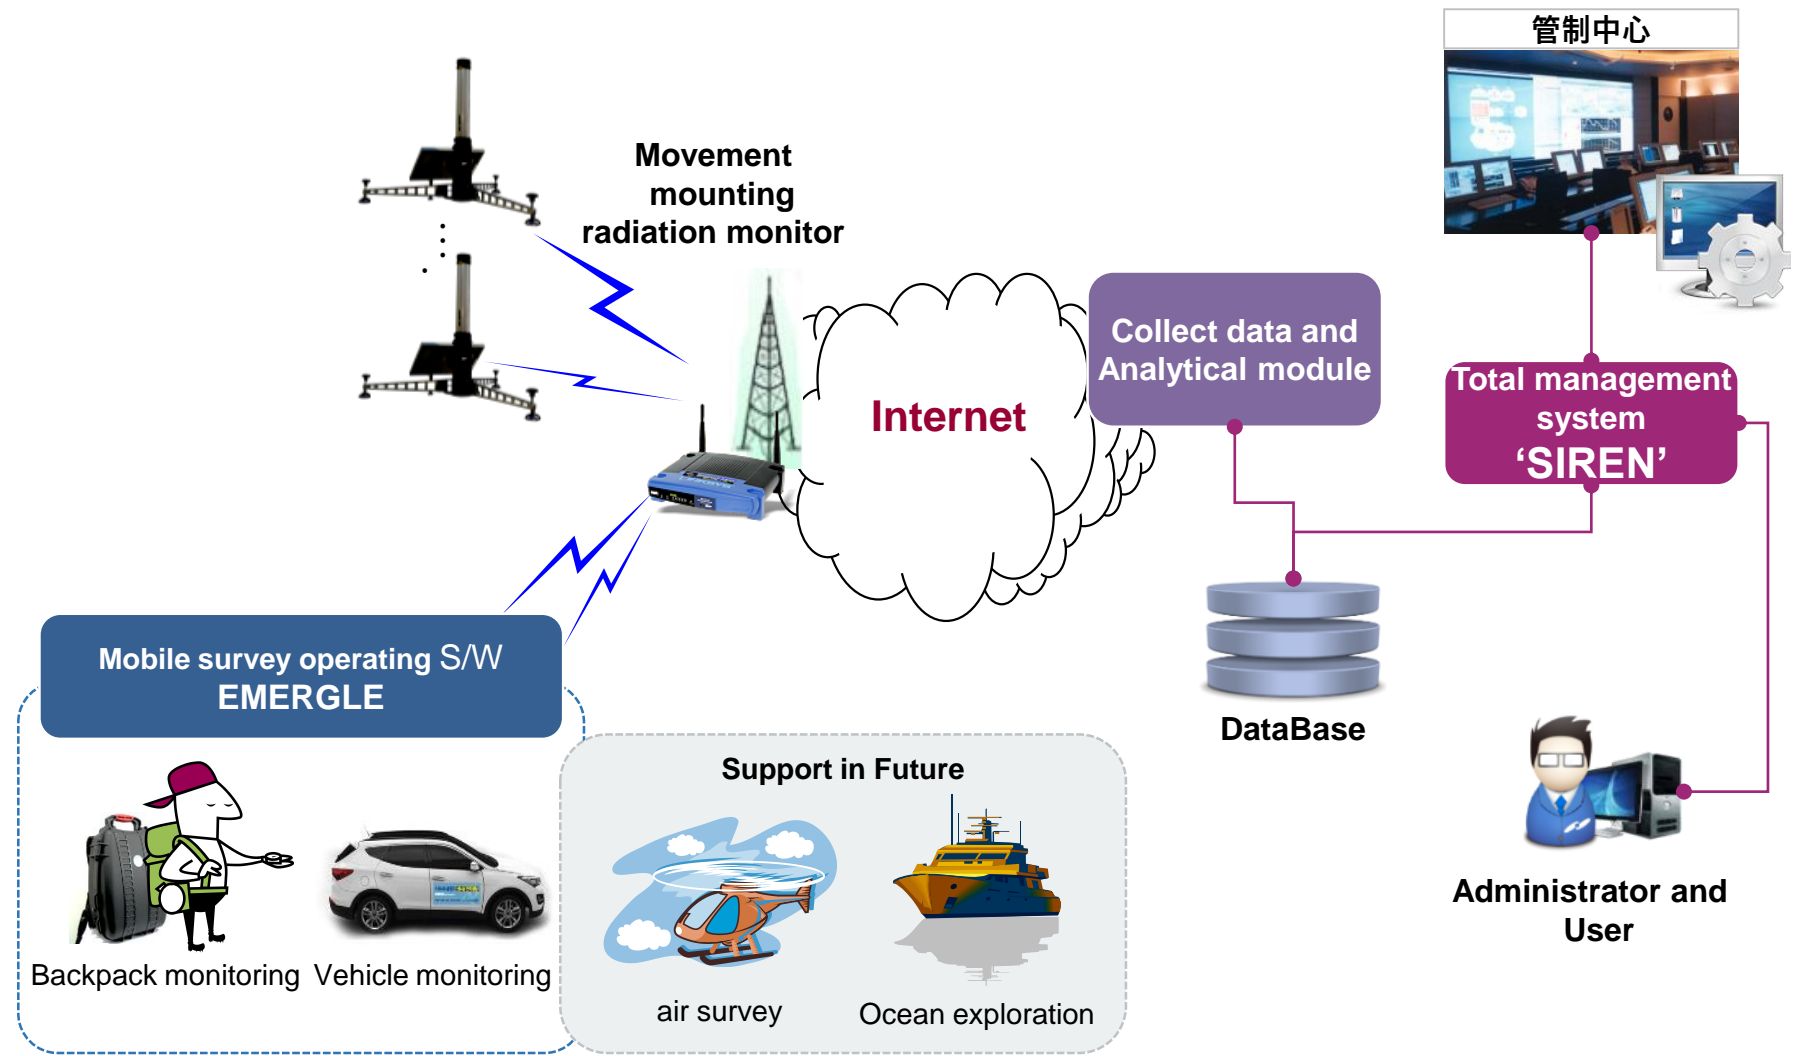 管制中心
Movement
mounting
radiation monitor
Internet
Collect data and
Analytical module
Total management
system
‘SIREN’
Mobile survey operating S/W
EMERGLE
DataBase
Support in Future
Backpack monitoring
Vehicle monitoring
air survey
Ocean exploration
Administrator and
User